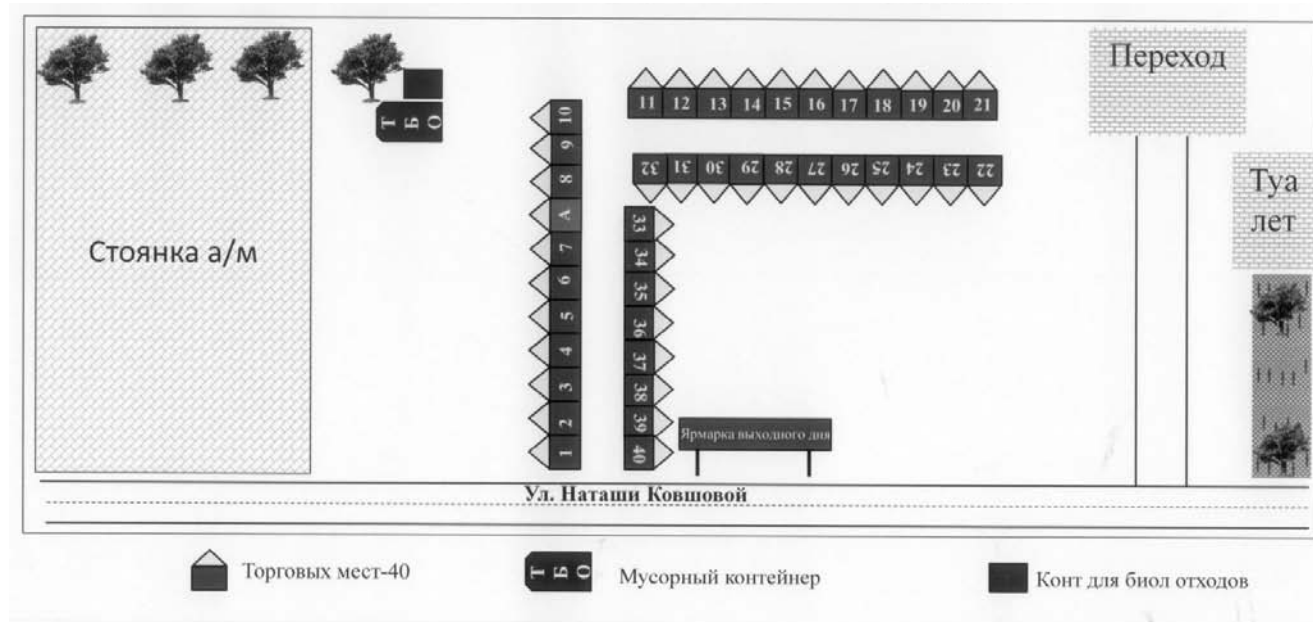 Переход
11 12 13 14 15 16 17 18 19 20 21
ТБО
10
9
8
А
7
6
5
4
3
2
1
32 31 30 29 28 27 26 25 24 23 22
Туа
лет
33
34
35
36
37
38
39
40
Стоянка а/м
Ярмарка выходного дня
Ул. Наташи Ковшовой
Торговых мест-40
ТБО
Мусорный контейнер
Конт для биол отходов